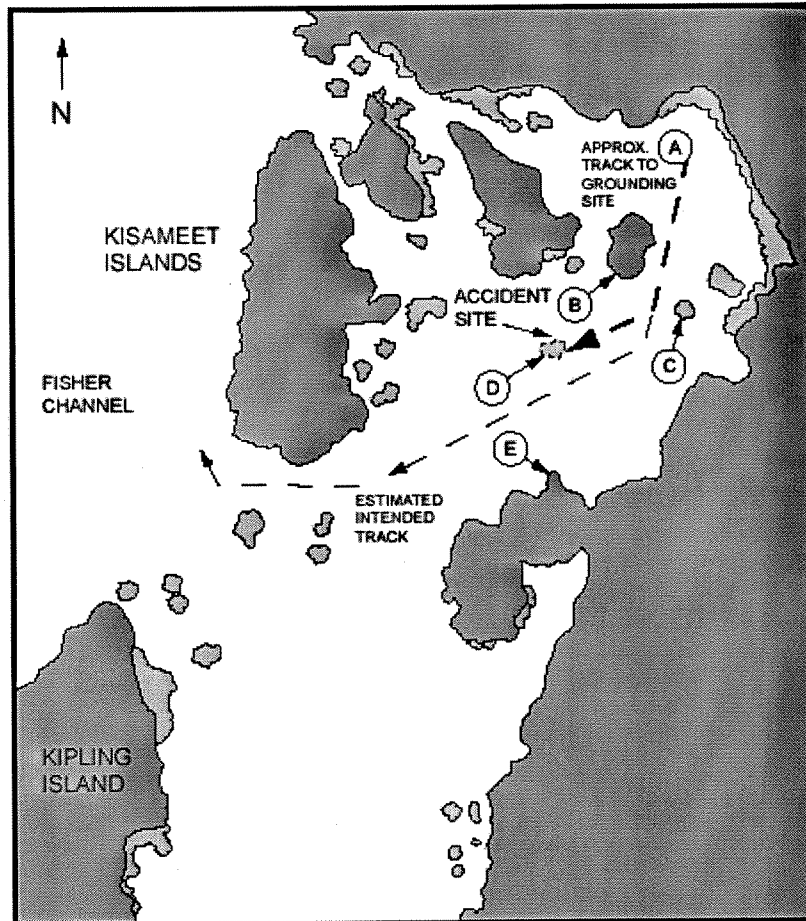 N
APPROX.
TRACK TO
GROUNDING
SITE
A
KISAMEET
ISLANDS
ACCIDENT
SITE
B
C
D
FISHER
CHANNEL
E
ESTIMATED
INTENDED
TRACK
KIPLING
ISLAND